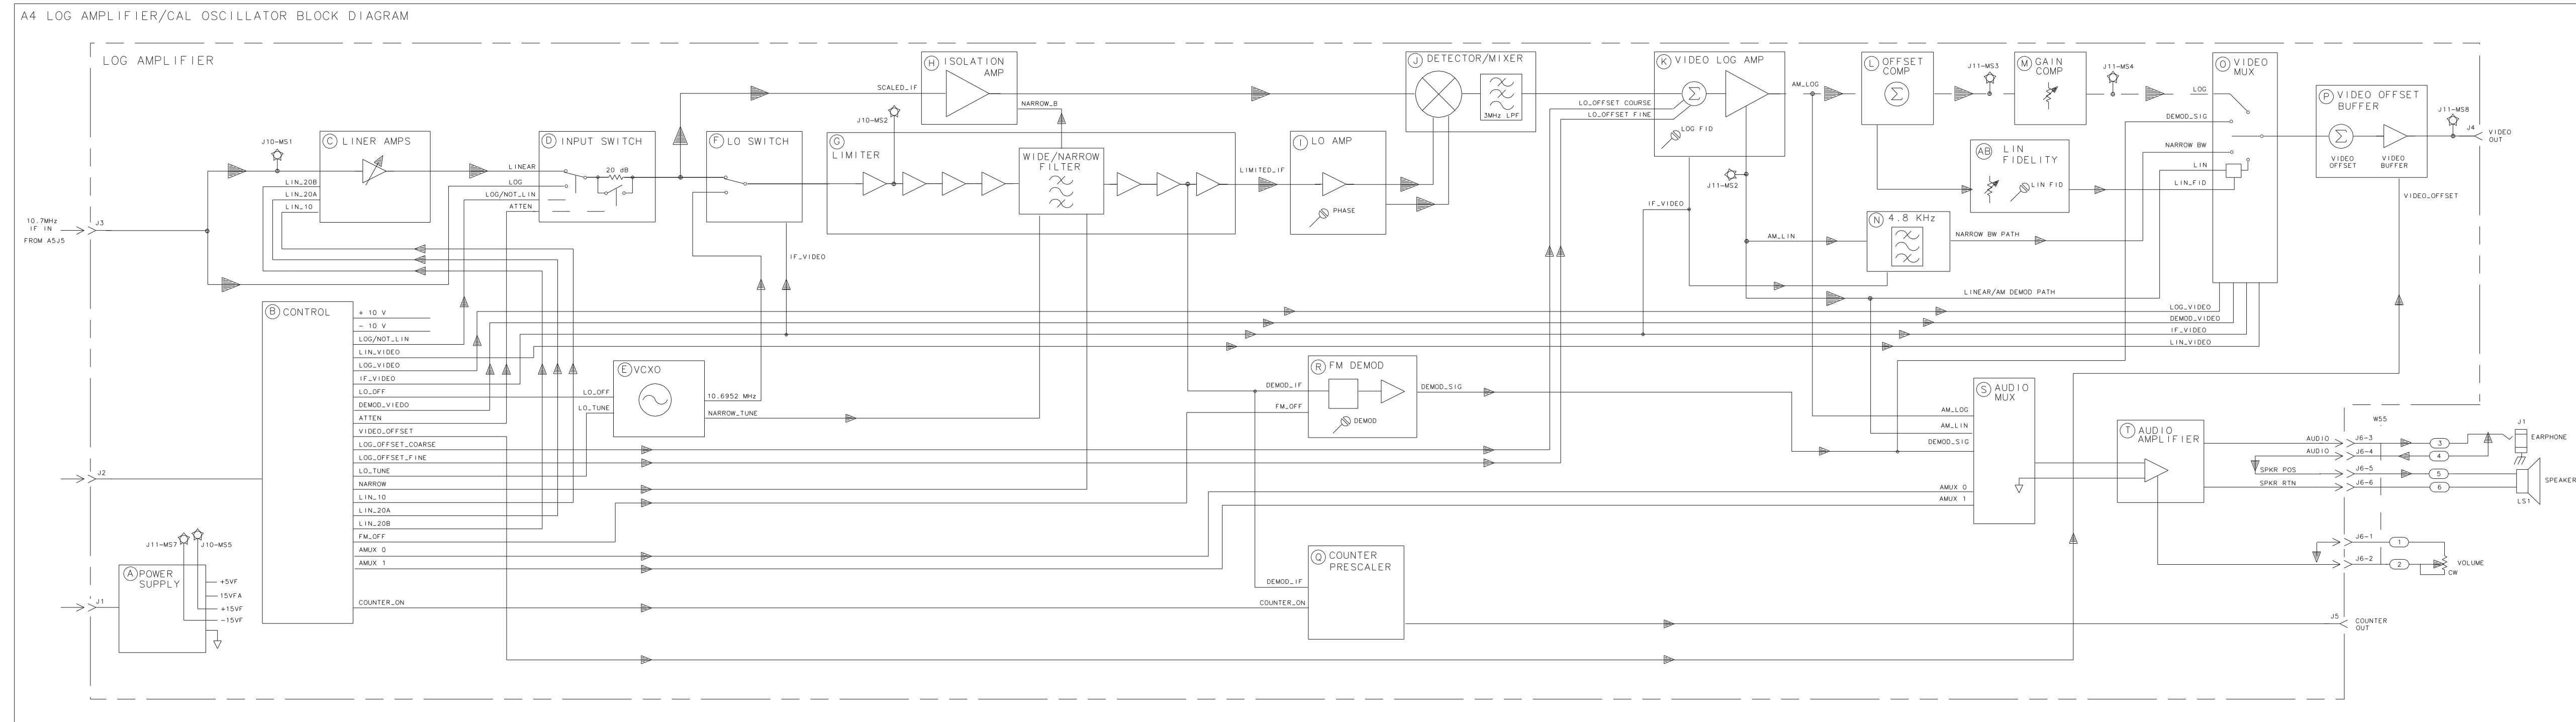 A4 LOG AMPLIFIER/CAL OSCILLATOR BLOCK DIAGRAM
LOG AMPLIFIER
10.7MHz
IF IN
FROM A5J5
J3
J10-MS1
C LINER AMPS
LIN_20B
LIN_20A
LIN_10
D INPUT SWITCH
LINEAR
LOG
LOG/NOT_LIN
ATTEN
20 dB
F LO SWITCH
IF_VIDEO
SCALED_IF
H ISOLATION
AMP
NARROW_B
J10-MS2
G
LIMITER
WIDE/NARROW
FILTER
LIMITED_IF
I LO AMP
PHASE
J DETECTOR/MIXER
3MHz LPF
LO_OFFSET COURSE
LO_OFFSET FINE
K VIDEO LOG AMP
LOG FID
J11-MS2
IF_VIDEO
AM_LOG
AM_LIN
L OFFSET
COMP
J11-MS3
M GAIN
COMP
J11-MS4
AB LIN
FIDELITY
LIN FID
N 4.8 KHz
NARROW BW PATH
LINEAR/AM DEMOD PATH
LOG
DEMOD_SIG
NARROW BW
LIN
LIN_FID
O VIDEO
MUX
LOG_VIDEO
DEMOD_VIDEO
IF_VIDEO
LIN_VIDEO
P VIDEO OFFSET
BUFFER
VIDEO
OFFSET
VIDEO
BUFFER
VIDEO_OFFSET
J11-MS8
J4
VIDEO
OUT
B CONTROL
+ 10 V
- 10 V
LOG/NOT_LIN
LIN_VIDEO
LOG_VIDEO
IF_VIDEO
LO_OFF
DEMOD_VIEDO
ATTEN
VIDEO_OFFSET
LOG_OFFSET_COARSE
LOG_OFFSET_FINE
LO_TUNE
NARROW
LIN_10
LIN_20A
LIN_20B
FM_OFF
AMUX 0
AMUX 1
COUNTER_ON
J2
E VCXO
LO_OFF
LO_TUNE
10.6952 MHz
NARROW_TUNE
R FM DEMOD
DEMOD_IF
FM_OFF
DEMOD
DEMOD_SIG
S AUDIO
MUX
AM_LOG
AM_LIN
DEMOD_SIG
AMUX 0
AMUX 1
T AUDIO
AMPLIFIER
AUDIO
AUDIO
SPKR POS
SPKR RTN
W55
J6-3
J6-4
J6-5
J6-6
3
4
5
6
J1
EARPHONE
SPEAKER
LS1
J6-1
J6-2
1
2
VOLUME
CW
J11-MS7
J10-MS5
A POWER
SUPPLY
+5VF
15VFA
+15VF
-15VF
J1
Q COUNTER
PRESCALER
DEMOD_IF
COUNTER_ON
J5
COUNTER
OUT